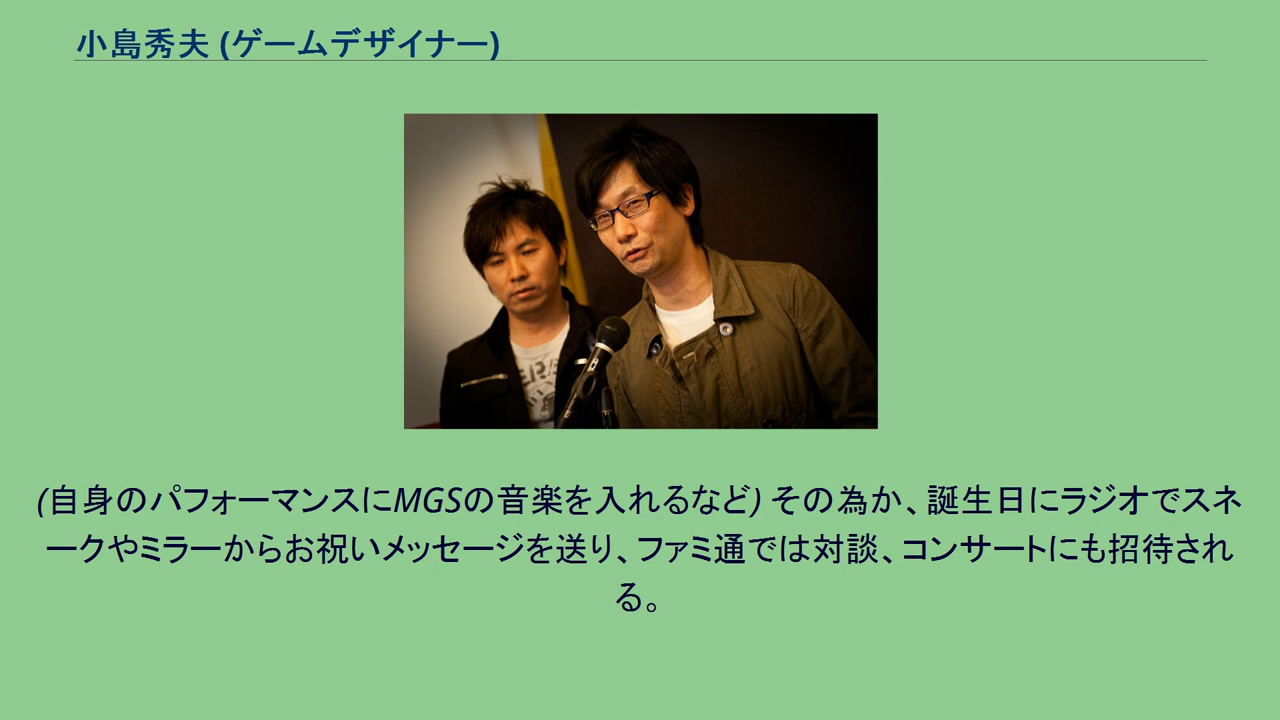 小島秀夫 (ゲームデザイナー)
(自身のパフォーマンスにMGSの音楽を入れるなど) その為か、誕生日にラジオでスネ
ークやミラーからお祝いメッセージを送り、ファミ通では対談、コンサートにも招待され
る。